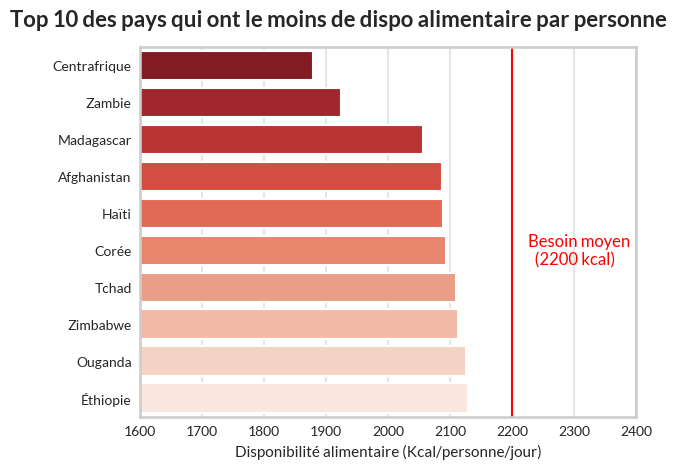 Top 10 des pays qui ont le moins de dispo alimentaire par personne
Centrafrique
Zambie
Madagascar
Afghanistan
Haïti
Corée
Tchad
Zimbabwe
Ouganda
Éthiopie
Besoin moyen
(2200 kcal)
1600 1700 1800 1900 2000 2100 2200 2300 2400
Disponibilité alimentaire (Kcal/personne/jour)